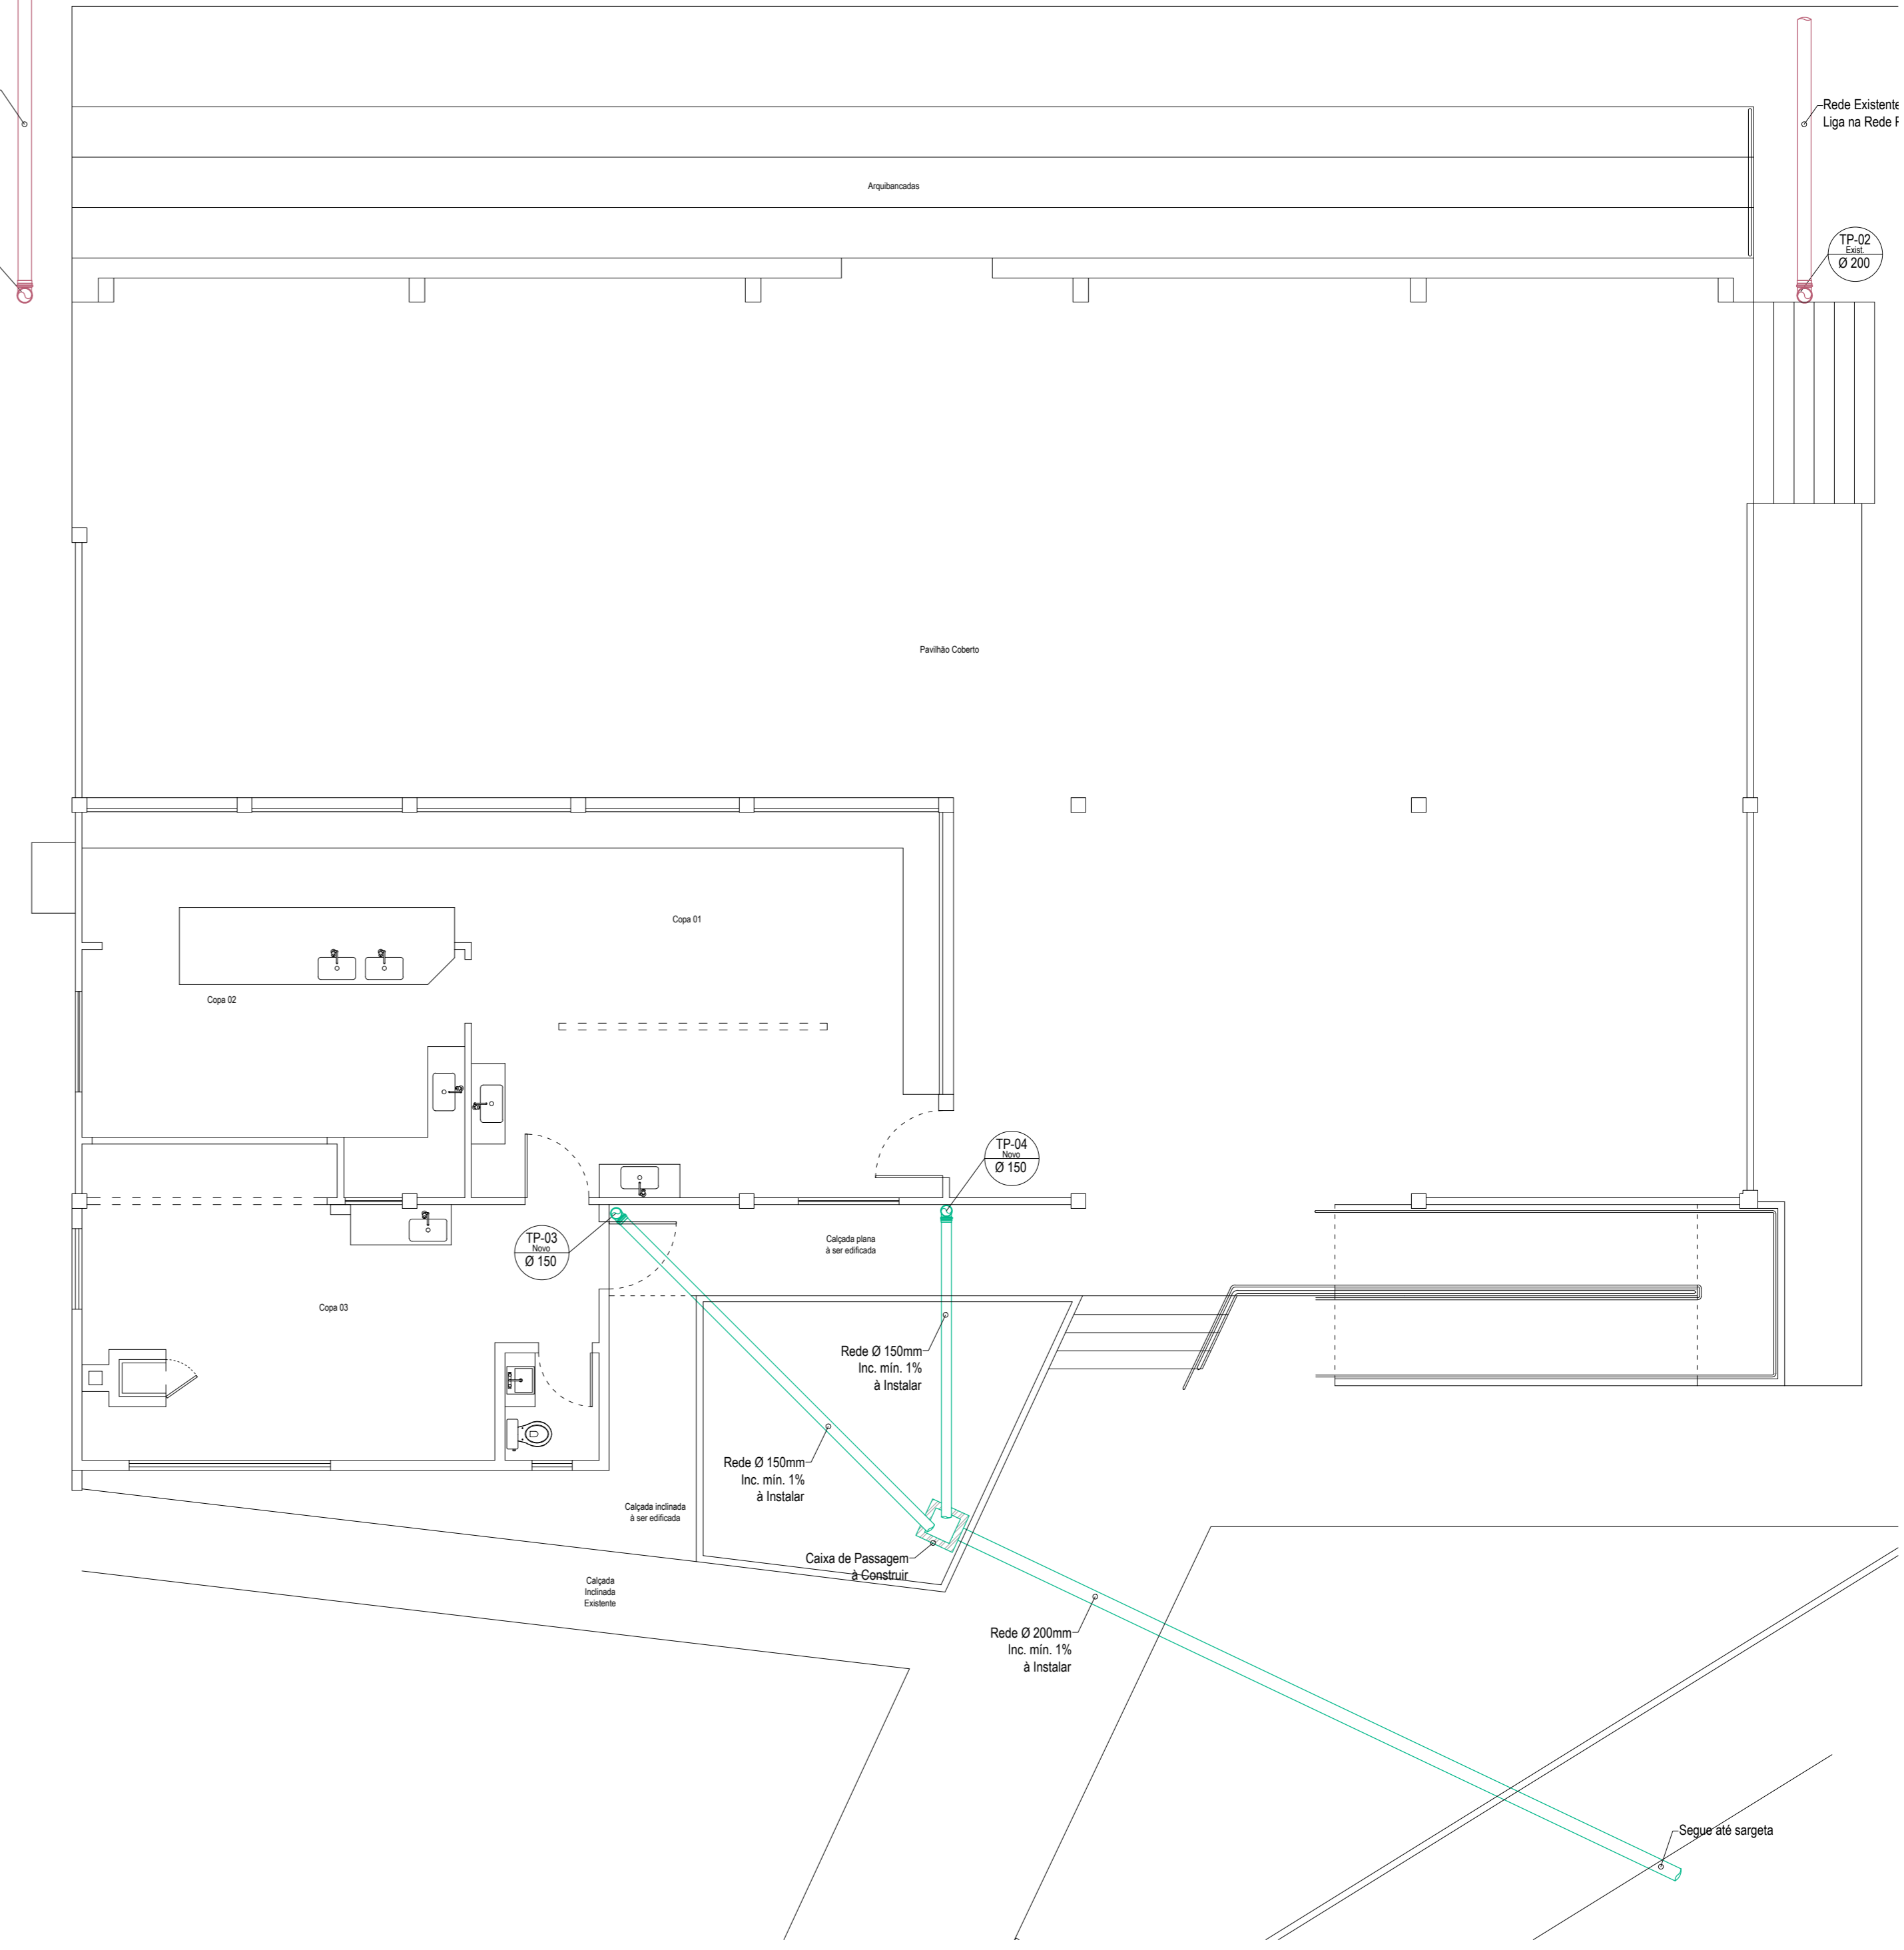 Rede Existente
Liga na Rede
Arquibancadas
TP-02
Exist.
Ø 200
Pavilhão Coberto
Copa 01
Copa 02
TP-04
Novo
Ø 150
TP-03
Novo
Ø 150
Calçada plana
à ser edificada
Copa 03
Rede Ø 150mm
Inc. mín. 1%
à Instalar
Rede Ø 150mm
Inc. mín. 1%
à Instalar
Calçada inclinada
à ser edificada
Caixa de Passagem
à Construir
Calçada
Inclinada
Existente
Rede Ø 200mm
Inc. mín. 1%
à Instalar
Segue até sargeta